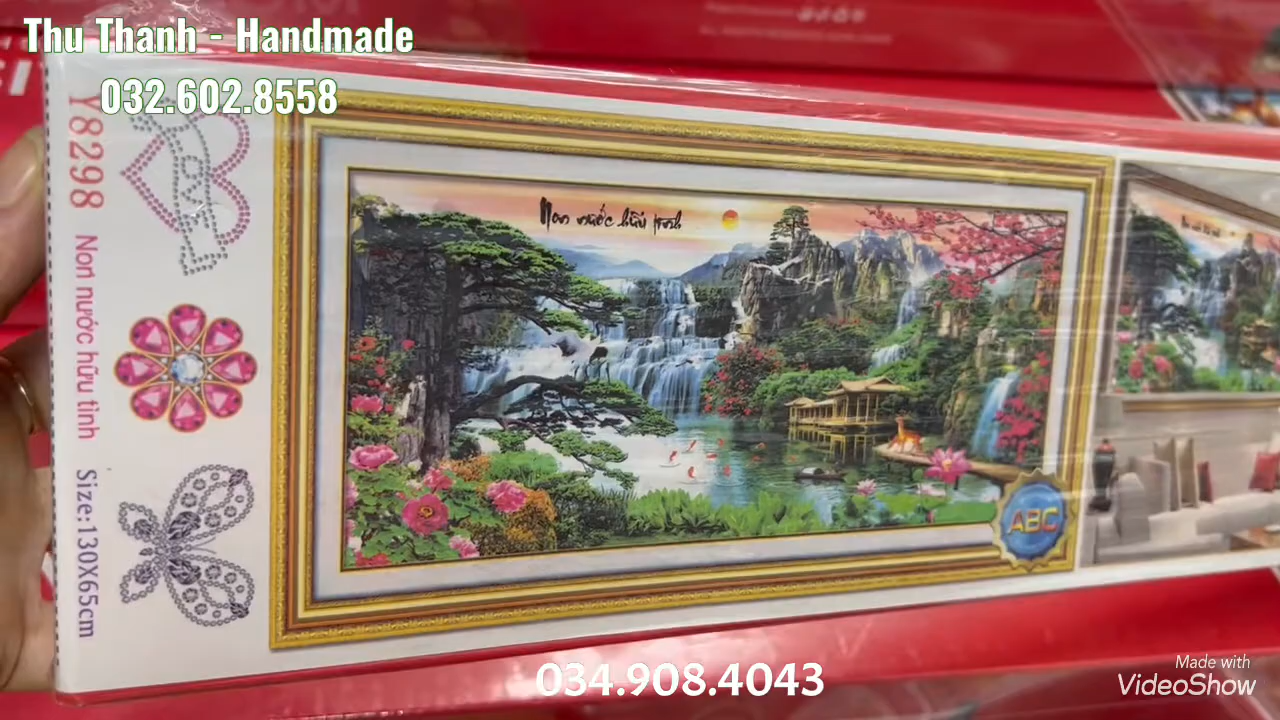 Thu Thanh - Handmade
032.602.8558
Y8298 Non nước hữu tình Size:130X65cm
LOVE
Non nước hữu tình
ABC
034.908.4043
Made with
VideoShow